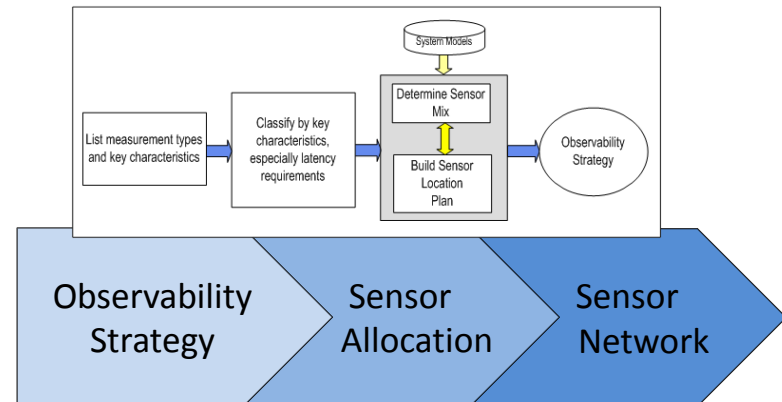 System Models
List measurement types
and key characteristics
Classify by key
characteristics,
especially latency
requirements
Determine Sensor
Mix
Build Sensor
Location
Plan
Observability
Strategy
Observability
Strategy
Sensor
Allocation
Sensor
Network